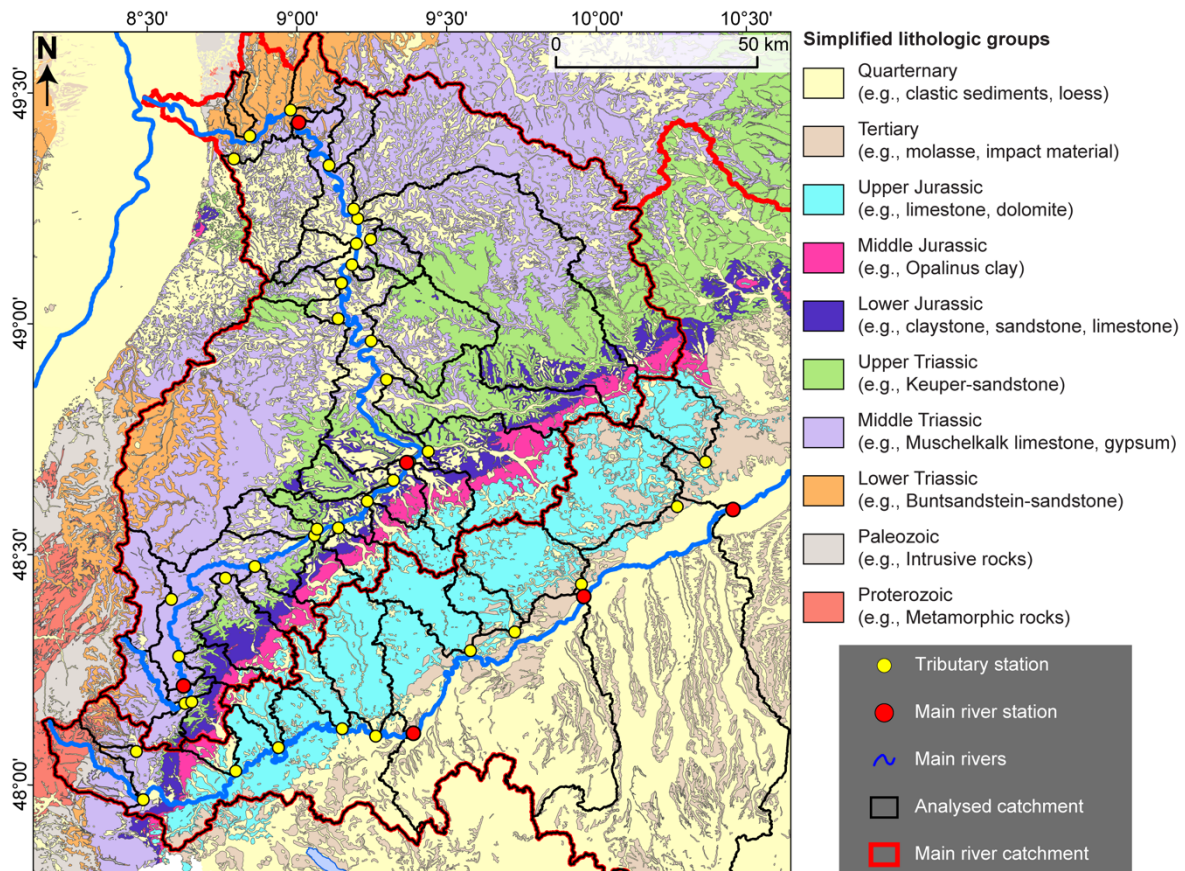 8°30'
9°00'
9°30'
10°00'
10°30'
N
0
50 km
49°30'
49°00'
48°30'
48°00'
Simplified lithologic groups
Quarternary
(e.g., clastic sediments, loess)
Tertiary
(e.g., molasse, impact material)
Upper Jurassic
(e.g., limestone, dolomite)
Middle Jurassic
(e.g., Opalinus clay)
Lower Jurassic
(e.g., claystone, sandstone, limestone)
Upper Triassic
(e.g., Keuper-sandstone)
Middle Triassic
(e.g., Muschelkalk limestone, gypsum)
Lower Triassic
(e.g., Buntsandstein-sandstone)
Paleozoic
(e.g., Intrusive rocks)
Proterozoic
(e.g., Metamorphic rocks)
Tributary station
Main river station
Main rivers
Analysed catchment
Main river catchment